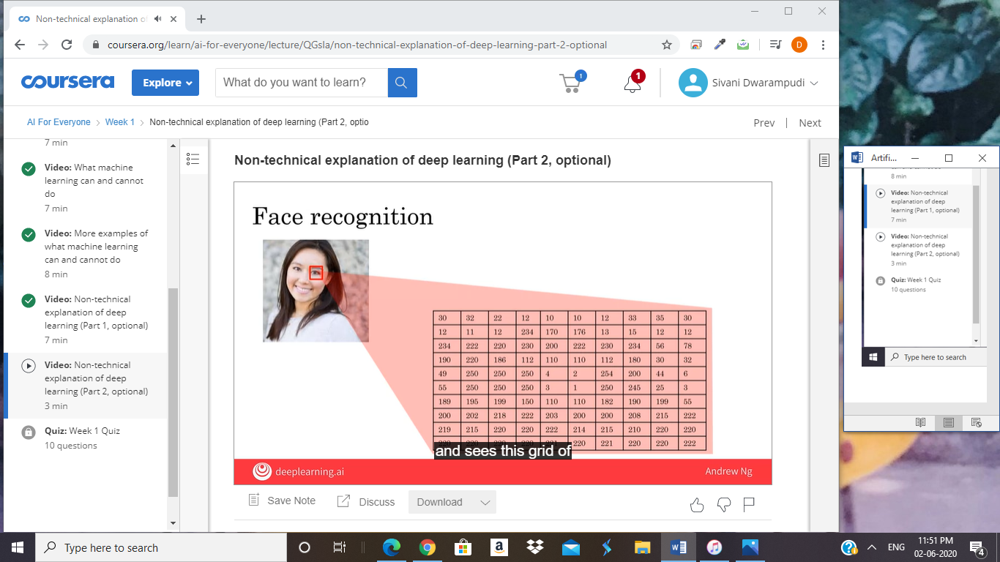 Non-technical explanation of
coursera.org/learn/ai-for-everyone/lecture/QGsla/non-technical-explanation-of-deep-learning-part-2-optional
D
coursera
Explore
What do you want to learn?
1
1
Sivani Dwarampudi
AI For Everyone
Week 1
Non-technical explanation of deep learning (Part 2, optio
Prev
Next
7 min
Video: What machine
learning can and cannot
do
7 min
Video: More examples of
what machine learning
can and cannot do
8 min
Video: Non-technical
explanation of deep
learning (Part 1, optional)
7 min
Video: Non-technical
explanation of deep
learning (Part 2, optional)
3 min
Quiz: Week 1 Quiz
10 questions
Non-technical explanation of deep learning (Part 2, optional)
Face recognition
30 32 22 12 10 10 12 33 35 30
12 11 12 234 170 176 13 15 12 12
234 222 220 230 200 222 230 234 56 78
190 220 186 112 110 110 112 180 30 32
49 250 250 250 4 2 254 200 44 6
55 250 250 250 3 1 250 245 25 3
189 195 199 150 110 110 182 190 199 55
200 202 218 222 203 200 200 208 215 222
219 215 220 220 222 214 215 210 220 220
220 221 220 220 222
and sees this grid of
deeplearning.ai
Andrew Ng
Save Note
Discuss
Download
Artifi...
8 min
Video: Non-technical
explanation of deep
learning (Part 1, optional)
7 min
Video: Non-technical
explanation of deep
learning (Part 2, optional)
3 min
Quiz: Week 1 Quiz
10 questions
Type here to search
Type here to search
ENG
11:51 PM
02-06-2020
4